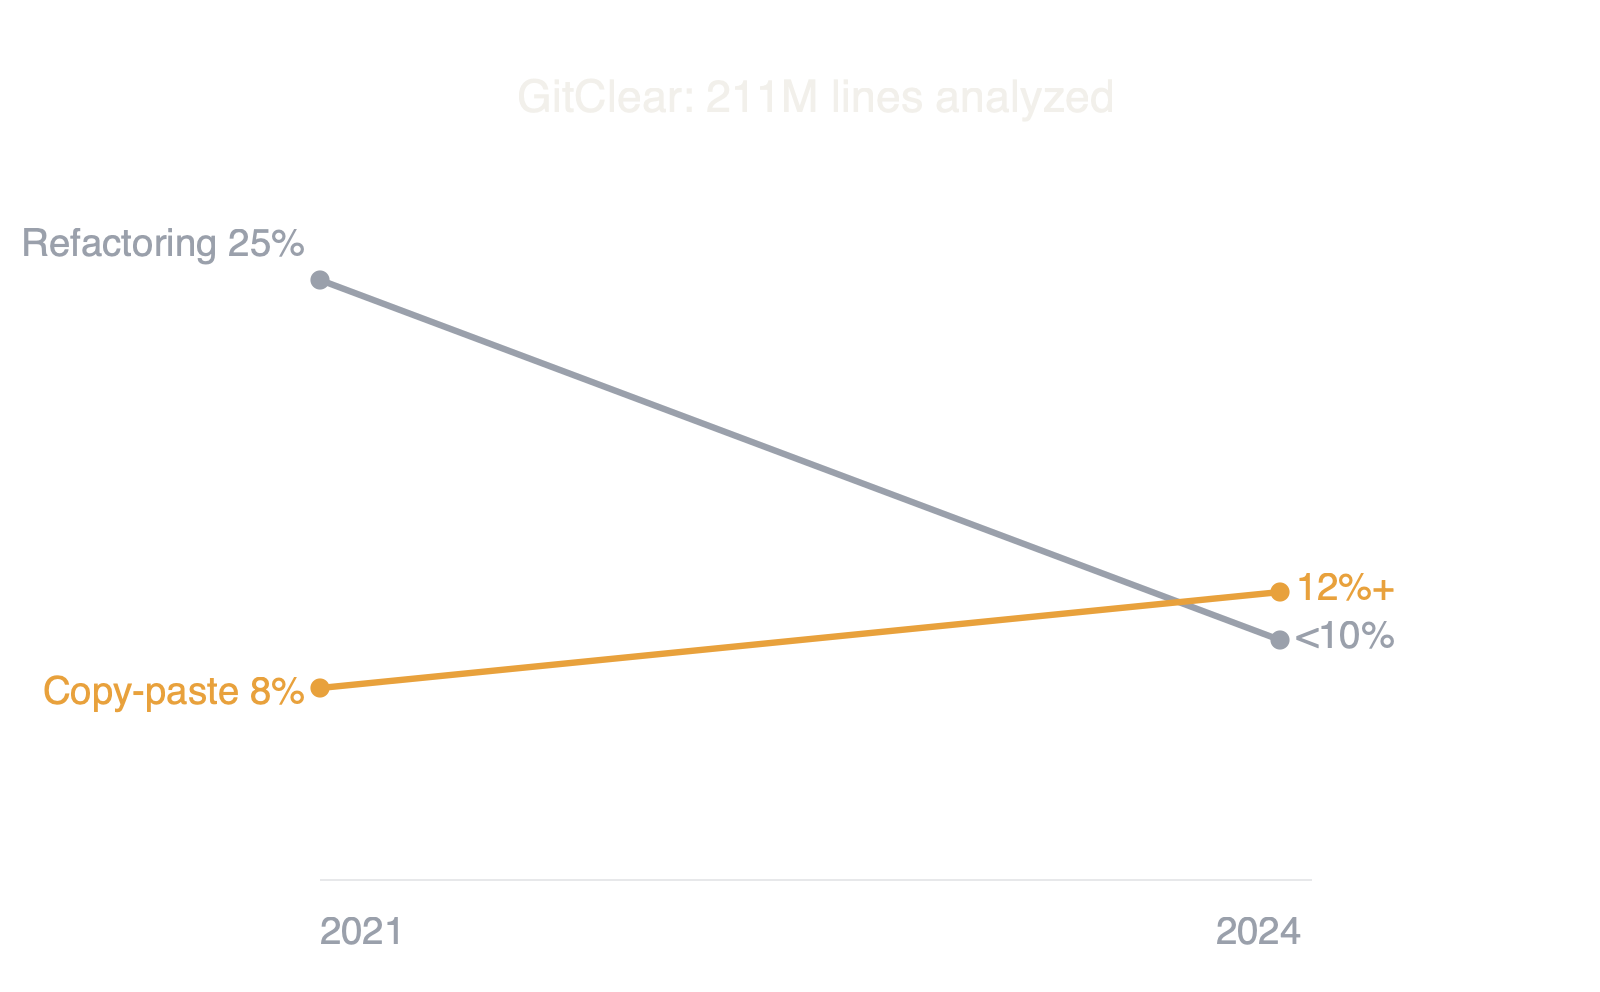 GitClear: 211M lines analyzed
Refactoring 25%
12%+
<10%
Copy-paste 8%
2021
2024